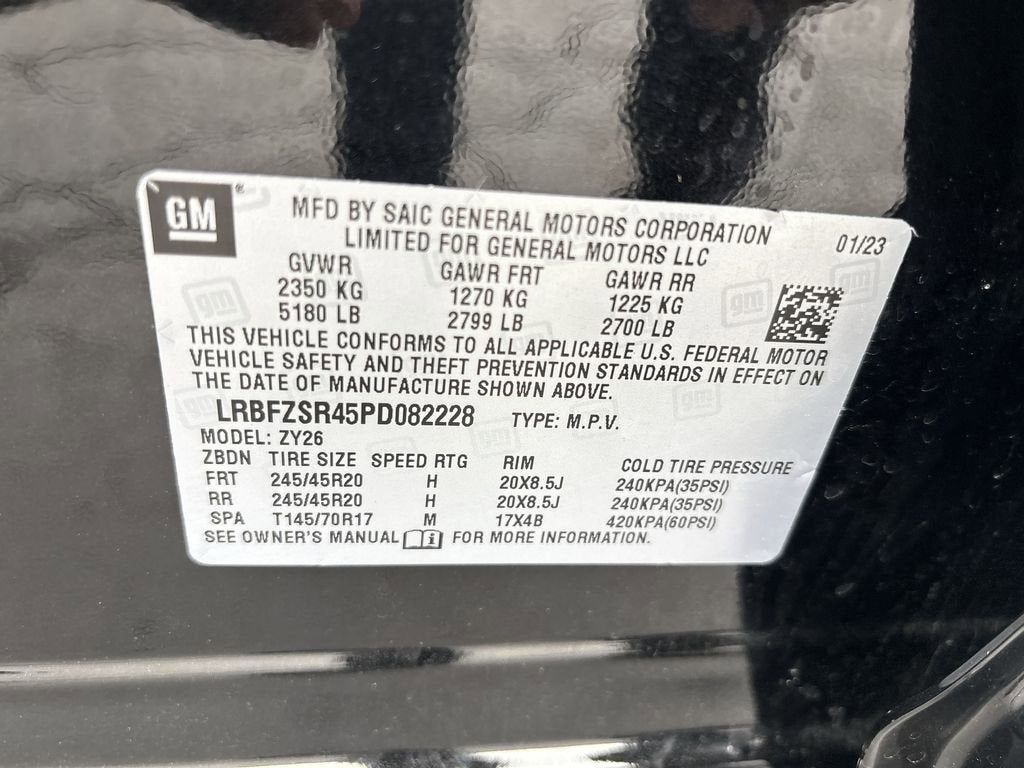 GM
MFD BY SAIC GENERAL MOTORS CORPORATION
LIMITED FOR GENERAL MOTORS LLC
01/23
GVWR GAWR FRT GAWR RR
2350 KG 1270 KG 1225 KG
5180 LB 2799 LB 2700 LB
THIS VEHICLE CONFORMS TO ALL APPLICABLE U.S. FEDERAL MOTOR
VEHICLE SAFETY AND THEFT PREVENTION STANDARDS IN EFFECT ON
THE DATE OF MANUFACTURE SHOWN ABOVE.
LRBFZSR45PD082228 TYPE: M.P.V.
MODEL: ZY26
ZBDN TIRE SIZE SPEED RTG RIM COLD TIRE PRESSURE
FRT 245/45R20 H 20X8.5J 240KPA(35PSI)
RR 245/45R20 H 20X8.5J 240KPA(35PSI)
SPA T145/70R17 M 17X4B 420KPA(60PSI)
SEE OWNER'S MANUAL FOR MORE INFORMATION.